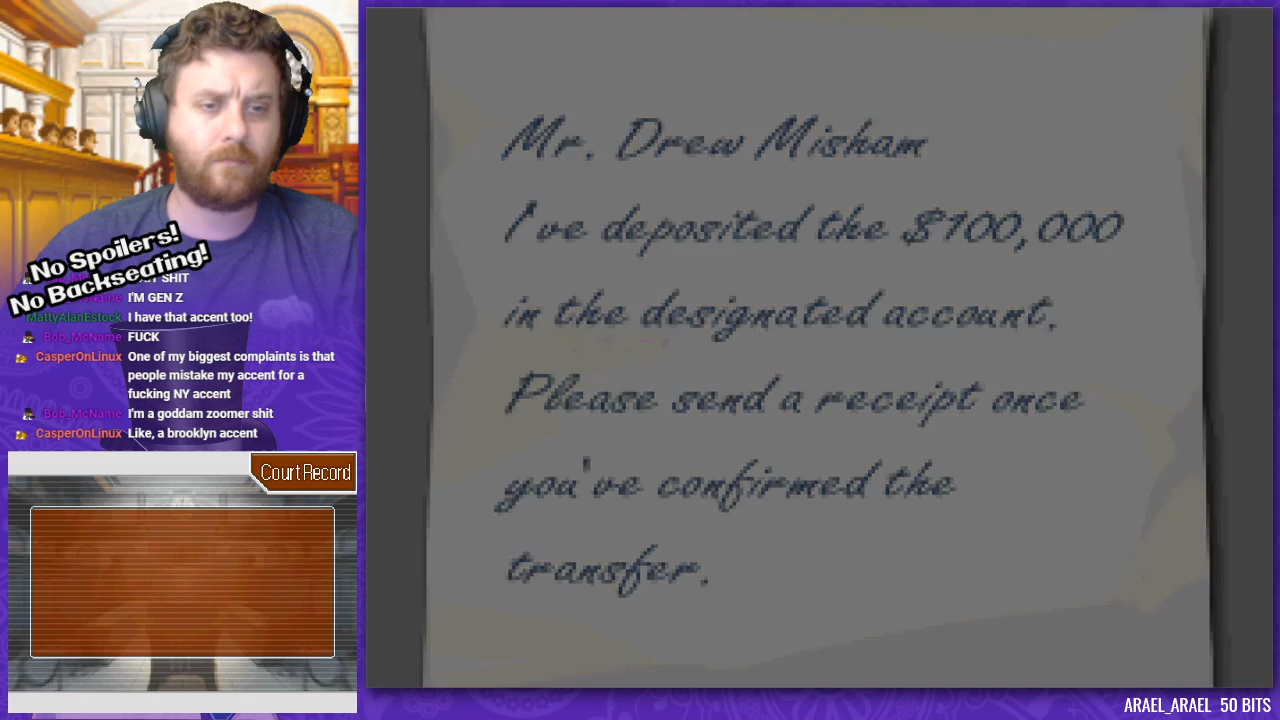 No Spoilers!
No Backseating!
SHIT
I'M GEN Z
MattyAlanEstock I have that accent too!
Bob_McName FUCK
CasperOnLinux One of my biggest complaints is that
people mistake my accent for a
fucking NY accent
Bob_McName I'm a goddam zoomer shit
CasperOnLinux Like, a brooklyn accent
Court Record
Mr. Drew Misham
I've deposited the $100,000
in the designated account.
Please send a receipt once
you've confirmed the
transfer.
ARAEL_ARAEL 50 BITS